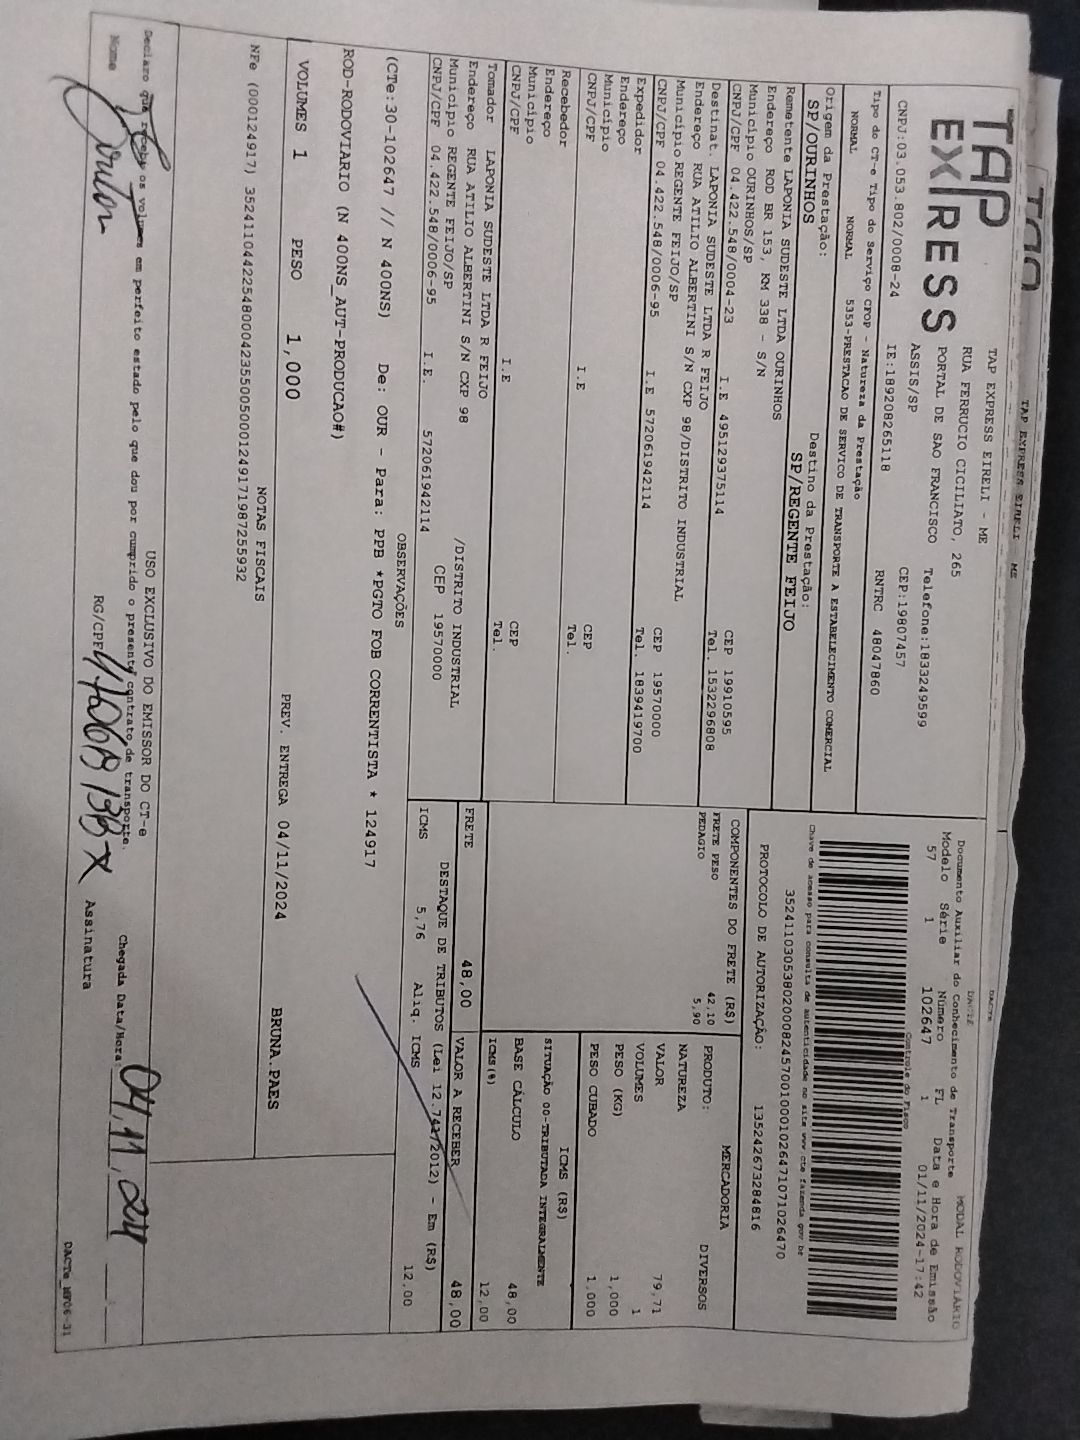 TAP EXPRESS EIRELI ME
DACTE
TAP EXPRESS
TAP EXPRESS EIRELI - ME
RUA FERRUCIO CICILIATO, 265
PORTAL DE SAO FRANCISCO Telefone:1833249599
ASSIS/SP CEP:19807457
CNPJ:03.053.802/0008-24 IE:189208265118 RNTRC 48047860
DACTE MODAL RODOVIÁRIO
Documento Auxiliar do Conhecimento de Transporte
Modelo Série Número FL Data e Hora de Emissão
57 1 102647 1 01/11/2024-17:42
Controle do Fisco
Chave de acesso para consulta de autenticidade no site www.cte.fazenda.gov.br
35241103053802000824570010001026471071026470
PROTOCOLO DE AUTORIZAÇÃO: 135242673284816
Tipo do CT-e Tipo do Serviço CFOP - Natureza da Prestação
NORMAL NORMAL 5353-PRESTACAO DE SERVICO DE TRANSPORTE A ESTABELECIMENTO COMERCIAL
Origem da Prestação: Destino da Prestação:
SP/OURINHOS SP/REGENTE FEIJO
Remetente LAPONIA SUDESTE LTDA OURINHOS
Endereço ROD BR 153, KM 338 - S/N
Município OURINHOS/SP CEP 19910595
CNPJ/CPF 04.422.548/0004-23 I.E 495129375114 Tel. 1532296808
Destinat. LAPONIA SUDESTE LTDA R FEIJO
Endereço RUA ATILIO ALBERTINI S/N CXP 98/DISTRITO INDUSTRIAL
Município REGENTE FEIJO/SP CEP 19570000
CNPJ/CPF 04.422.548/0006-95 I.E 572061942114 Tel. 1839419700
Expedidor
Endereço
Município CEP
CNPJ/CPF I.E Tel.
Recebedor
Endereço
Município CEP
CNPJ/CPF I.E Tel.
Tomador LAPONIA SUDESTE LTDA R FEIJO
Endereço RUA ATILIO ALBERTINI S/N CXP 98 /DISTRITO INDUSTRIAL
Município REGENTE FEIJO/SP CEP 19570000
CNPJ/CPF 04.422.548/0006-95 I.E. 572061942114
COMPONENTES DO FRETE (R$)
FRETE PESO 42,10
PEDAGIO 5,90
PRODUTO: MERCADORIA
NATUREZA DIVERSOS
VALOR 79,71
VOLUMES 1
PESO (KG) 1,000
PESO CUBADO 1,000
ICMS (R$)
SITUAÇÃO 00-TRIBUTADA INTEGRALMENTE
BASE CÁLCULO 48,00
ICMS(%) 12,00
FRETE 48,00 VALOR A RECEBER 48,00
DESTAQUE DE TRIBUTOS (Lei 12.741/2012) - Em (R$)
ICMS 5,76 Aliq. ICMS 12,00
OBSERVAÇÕES
(CTe:30-102647 // N 400NS) De: OUR - Para: PPB *PGTO FOB CORRENTISTA * 124917
ROD-RODOVIARIO (N 400NS_AUT-PRODUCAO#)
VOLUMES 1 PESO 1,000 PREV. ENTREGA 04/11/2024 BRUNA.PAES
NOTAS FISCAIS
NFe (000124917) 35241104422548000423550050001249171987255932
USO EXCLUSIVO DO EMISSOR DO CT-e
Declaro que recebi os volumes em perfeito estado pelo que dou por cumprido o presente contrato de transporte.
Chegada Data/Hora: 04,11,24 __:__
Nome RG/CPF Assinatura
DACTe_NF06-31